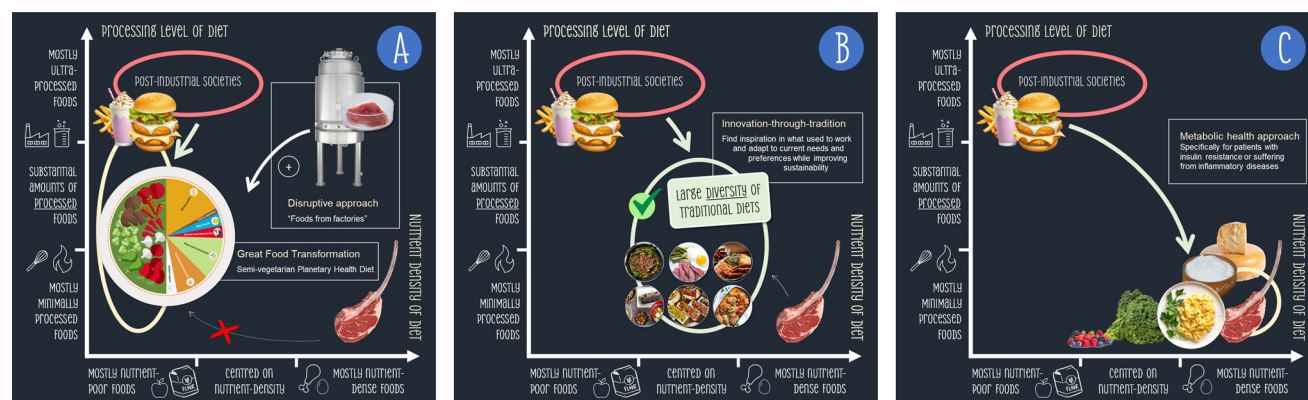 PROCESSING LEVEL OF DIET
A
MOSTLY
ULTRA-
PROCESSED
FOODS
POST-INDUSTRIAL SOCIETIES
SUBSTANTIAL
AMOUNTS OF
PROCESSED
FOODS
+
Disruptive approach
"Foods from factories"
Great Food Transformation
Semi-vegetarian Planetary Health Diet
MOSTLY
MINIMALLY
PROCESSED
FOODS
NUTRIENT DENSITY OF DIET
MOSTLY NUTRIENT-
POOR FOODS
FLOUR
CENTRED ON
NUTRIENT-DENSITY
MOSTLY NUTRIENT-
DENSE FOODS
PROCESSING LEVEL OF DIET
B
MOSTLY
ULTRA-
PROCESSED
FOODS
POST-INDUSTRIAL SOCIETIES
Innovation-through-tradition
Find inspiration in what used to work
and adapt to current needs and
preferences while improving
sustainability
SUBSTANTIAL
AMOUNTS OF
PROCESSED
FOODS
LARGE DIVERSITY OF
TRADITIONAL DIETS
MOSTLY
MINIMALLY
PROCESSED
FOODS
NUTRIENT DENSITY OF DIET
MOSTLY NUTRIENT-
POOR FOODS
FLOUR
CENTRED ON
NUTRIENT-DENSITY
MOSTLY NUTRIENT-
DENSE FOODS
PROCESSING LEVEL OF DIET
C
MOSTLY
ULTRA-
PROCESSED
FOODS
POST-INDUSTRIAL SOCIETIES
Metabolic health approach
Specifically for patients with
insulin resistance or suffering
from inflammatory diseases
SUBSTANTIAL
AMOUNTS OF
PROCESSED
FOODS
MOSTLY
MINIMALLY
PROCESSED
FOODS
NUTRIENT DENSITY OF DIET
MOSTLY NUTRIENT-
POOR FOODS
FLOUR
CENTRED ON
NUTRIENT-DENSITY
MOSTLY NUTRIENT-
DENSE FOODS